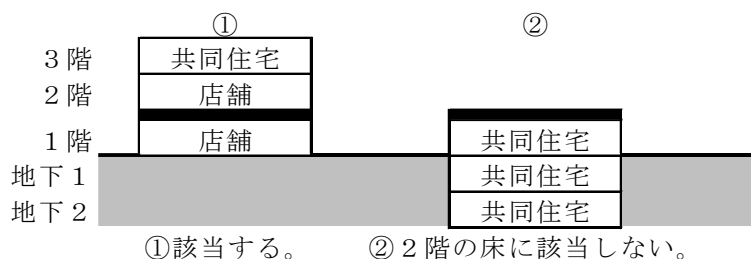 ① ②
3階 共同住宅
2階 店舗
1階 店舗 共同住宅
地下1 共同住宅
地下2 共同住宅
①該当する。 ②2階の床に該当しない。